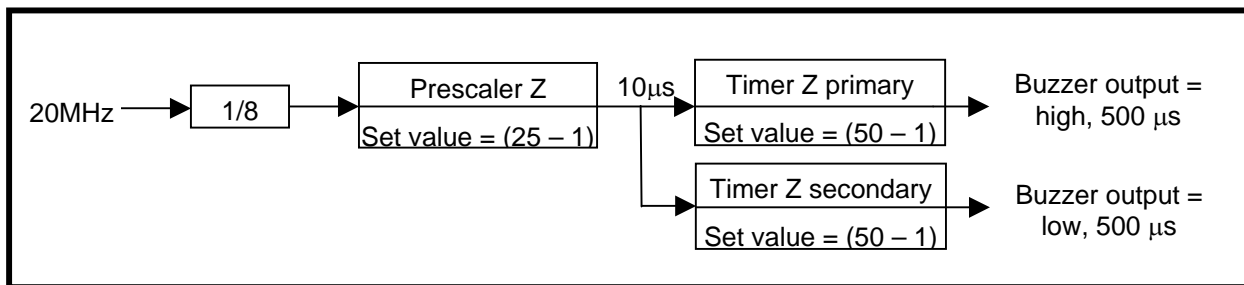 20MHz
1/8
Prescaler Z
Set value = (25 – 1)
10μs
Timer Z primary
Set value = (50 – 1)
Buzzer output =
high, 500 μs
Timer Z secondary
Set value = (50 – 1)
Buzzer output =
low, 500 μs